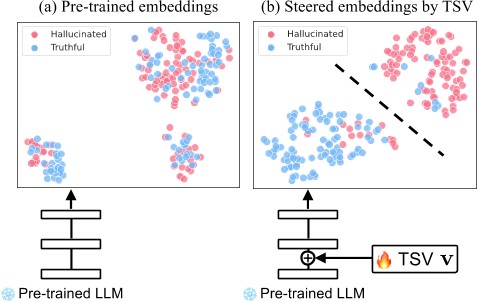 (a) Pre-trained embeddings
Hallucinated
Truthful
Pre-trained LLM
(b) Steered embeddings by TSV
Hallucinated
Truthful
TSV v
Pre-trained LLM